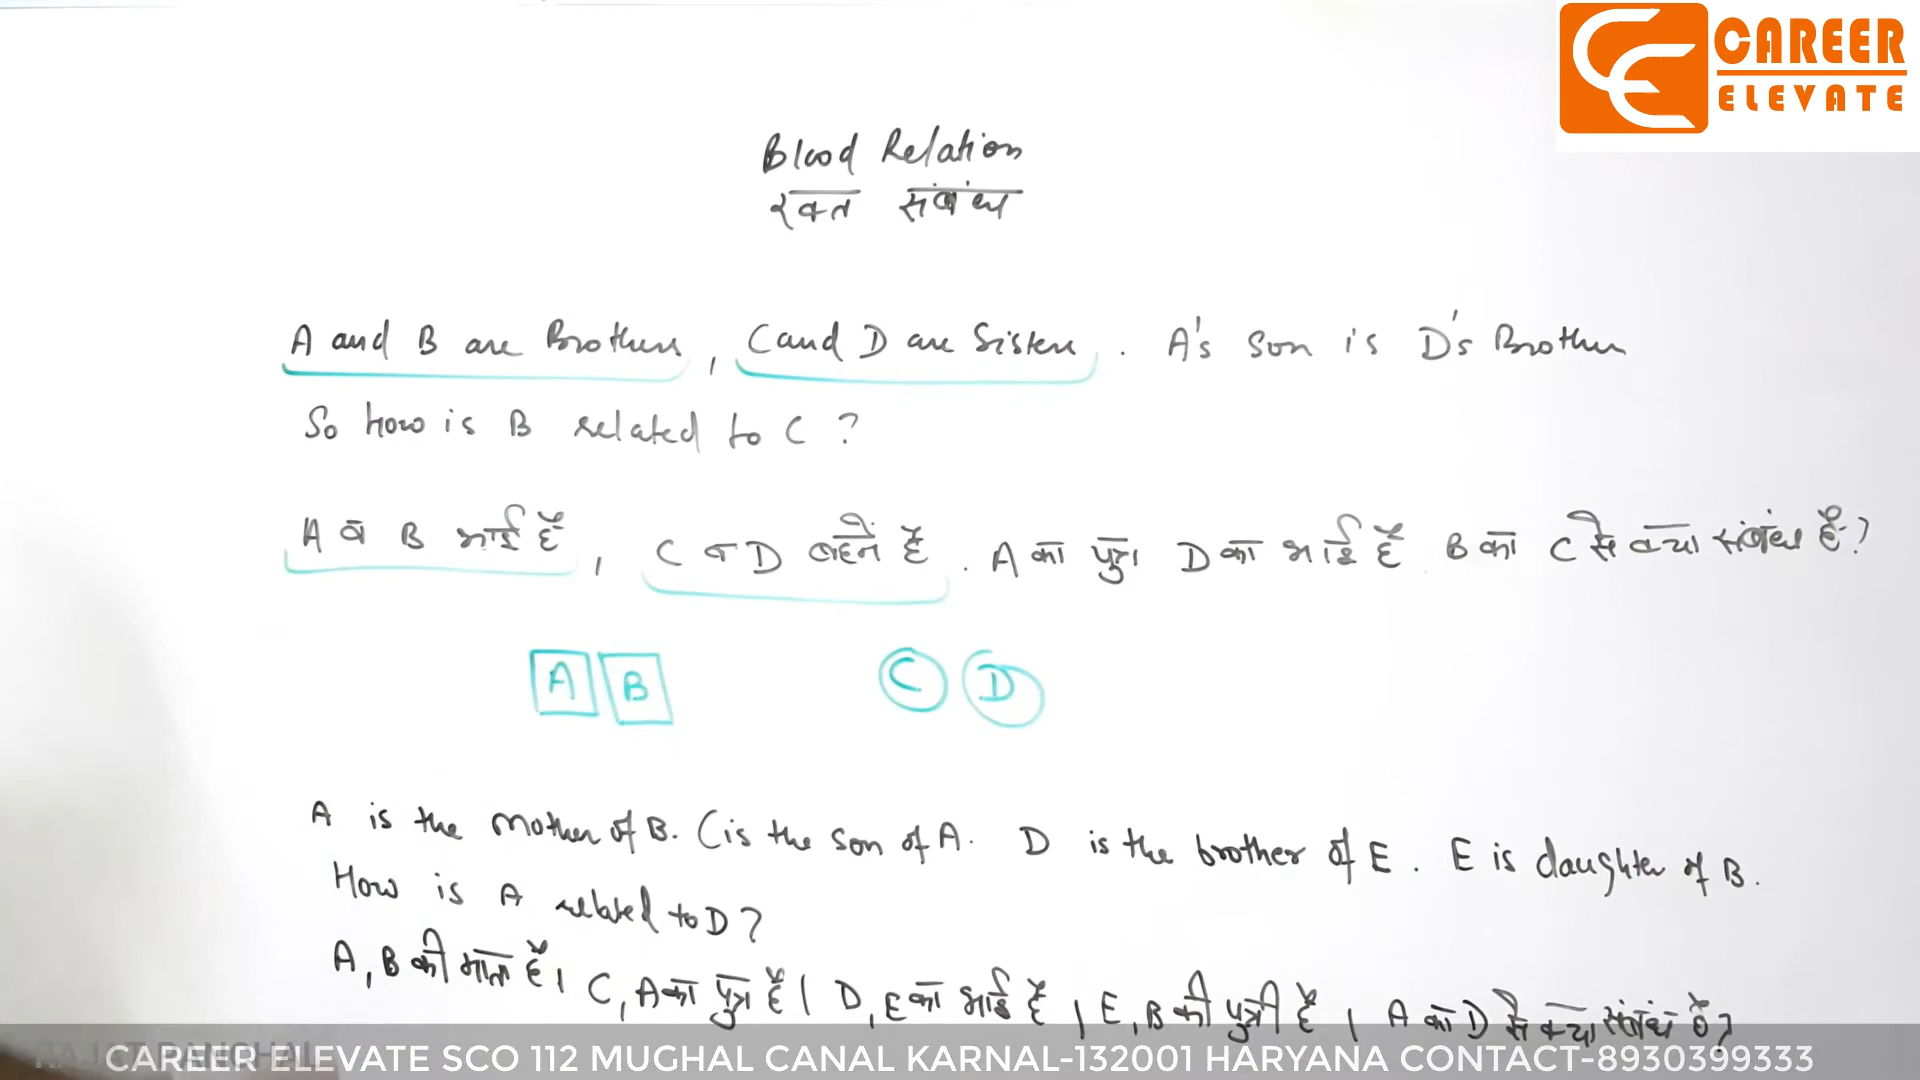 CAREER
ELEVATE
Blood Relation
रक्त संबंध
A and B are Brothers, C and D are Sisters. A's son is D's Brother
So how is B related to C?
A व B भाई हैं, C व D बहनें हैं. A का पुत्र D का भाई है B का C से क्या संबंध है?
A B C D
A is the mother of B. C is the son of A. D is the brother of E. E is daughter of B.
How is A related to D?
A, B की माता है। C, A का पुत्र है। D, E का भाई है, E, B की पुत्री है, A का D से क्या संबंध है?
CAREER ELEVATE SCO 112 MUGHAL CANAL KARNAL-132001 HARYANA CONTACT-8930399333